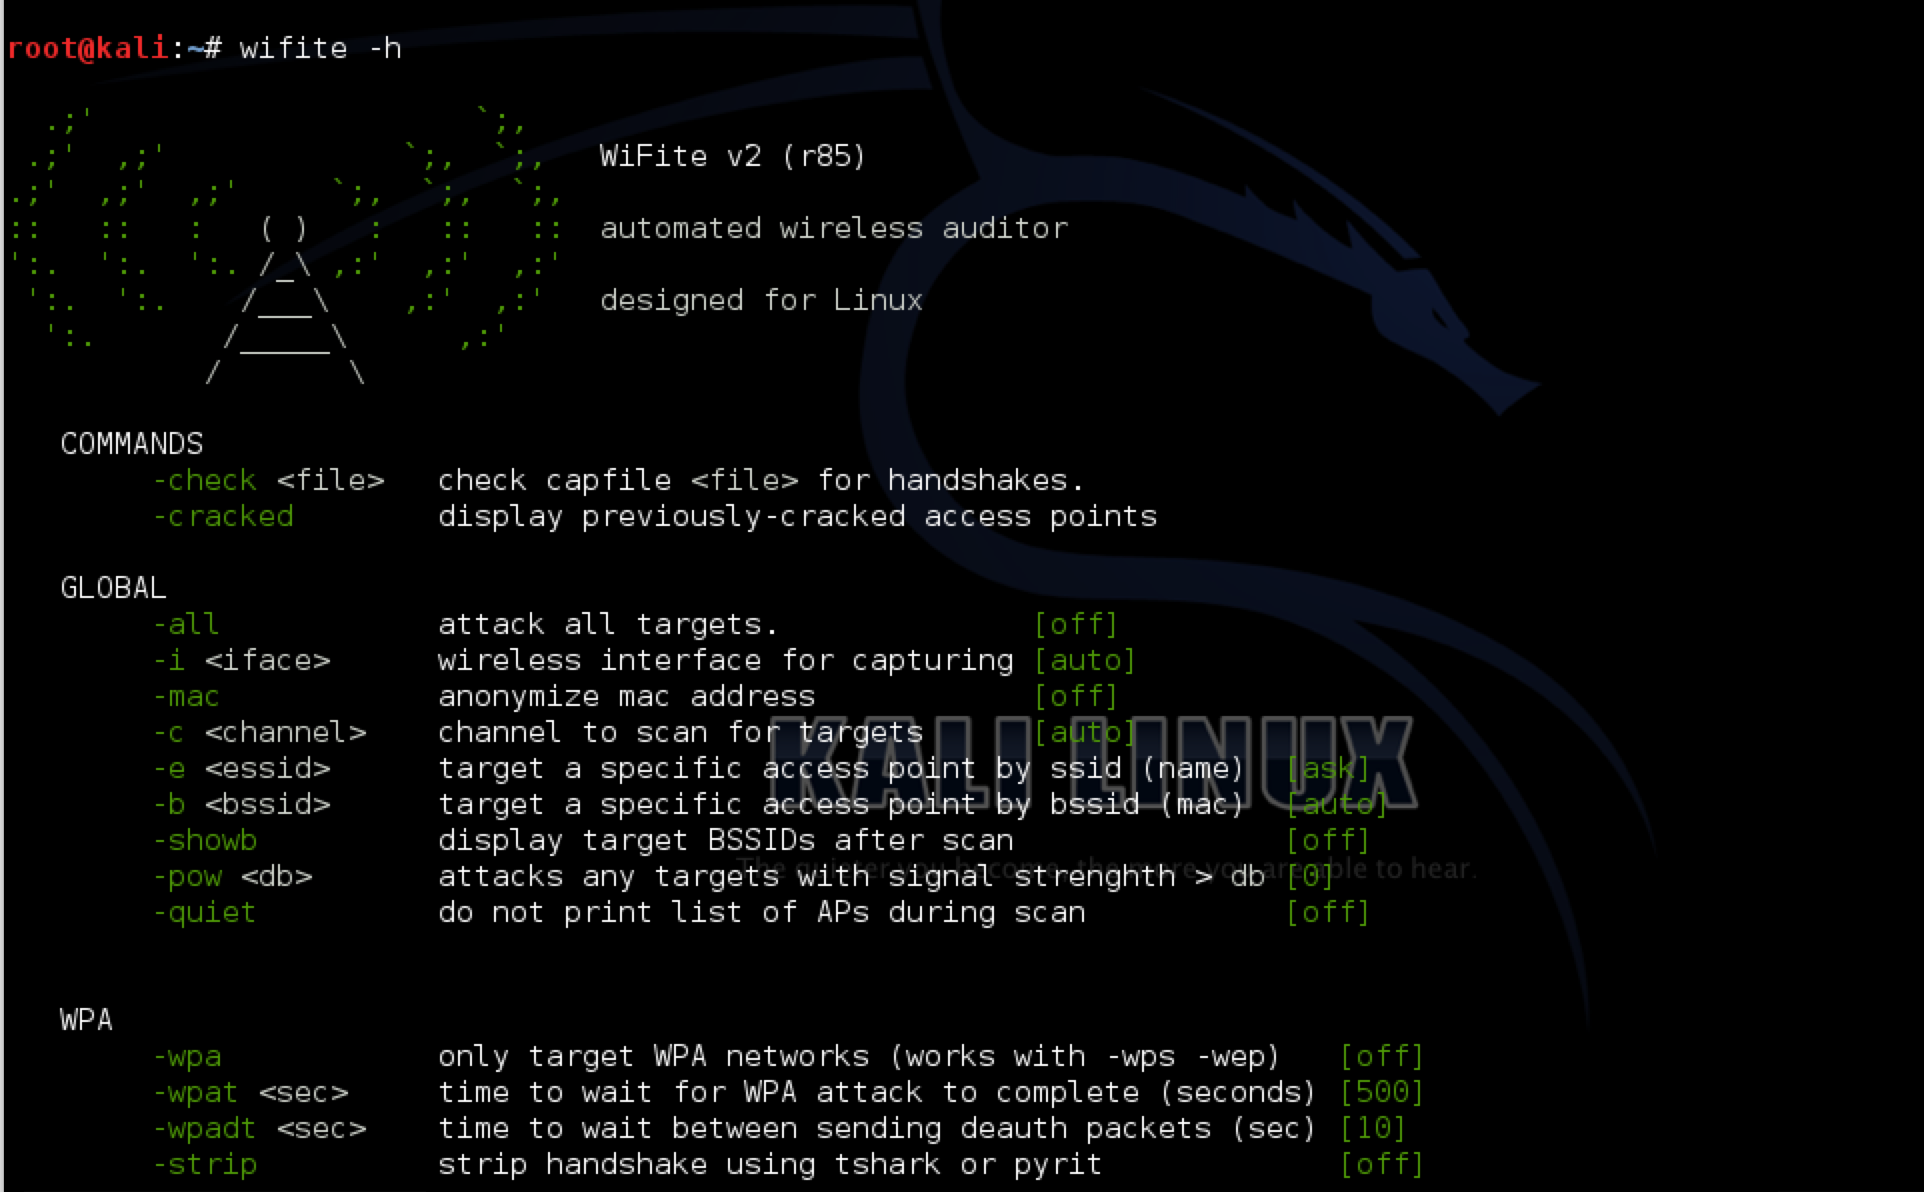 root@kali:~# wifite -h
WiFite v2 (r85)
automated wireless auditor
designed for Linux
COMMANDS
-check <file> check capfile <file> for handshakes.
-cracked display previously-cracked access points
GLOBAL
-all attack all targets. [off]
-i <iface> wireless interface for capturing [auto]
-mac anonymize mac address [off]
-c <channel> channel to scan for targets [auto]
KALI LINUX
-e <essid> target a specific access point by ssid (name) [ask]
-b <bssid> target a specific access point by bssid (mac) [auto]
-showb display target BSSIDs after scan [off]
The quieter you become, the more you are able to hear.
-pow <db> attacks any targets with signal strenghth > db [0]
-quiet do not print list of APs during scan [off]
WPA
-wpa only target WPA networks (works with -wps -wep) [off]
-wpat <sec> time to wait for WPA attack to complete (seconds) [500]
-wpadt <sec> time to wait between sending deauth packets (sec) [10]
-strip strip handshake using tshark or pyrit [off]